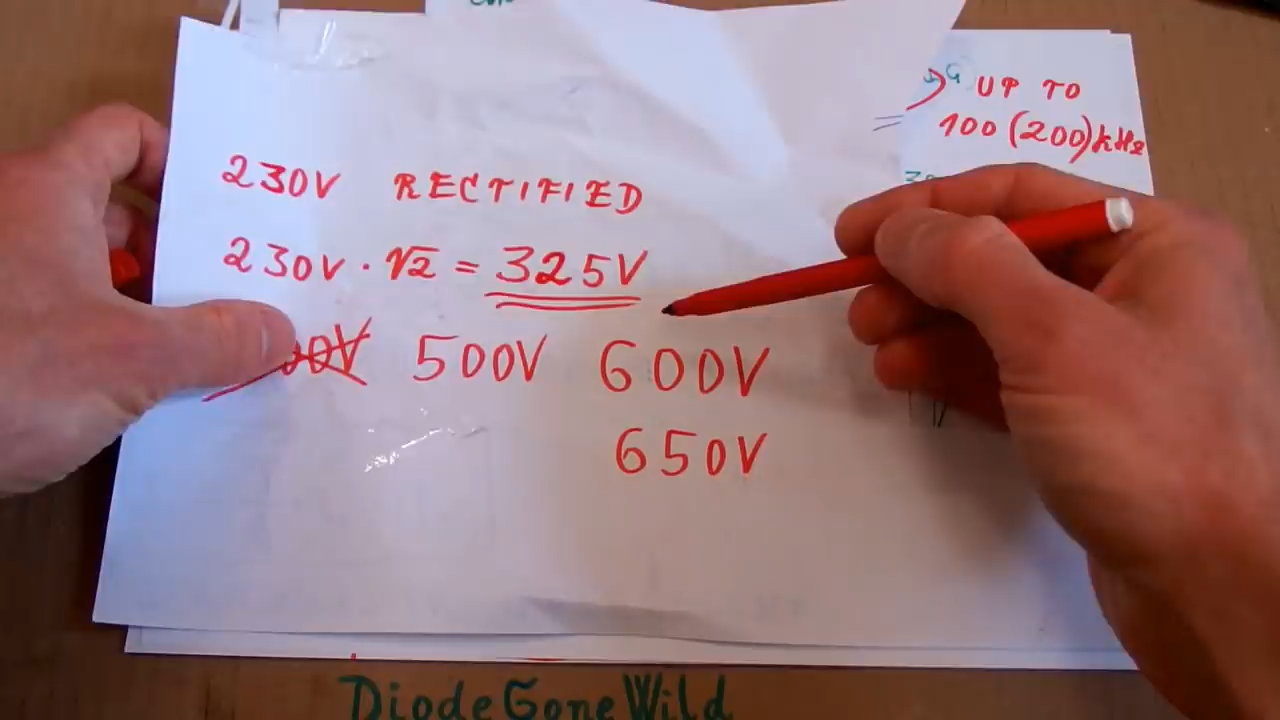 UP TO
100 (200) kHz
230V RECTIFIED
230V · √2 = 325V
500V 600V
650V
DiodeGoneWild